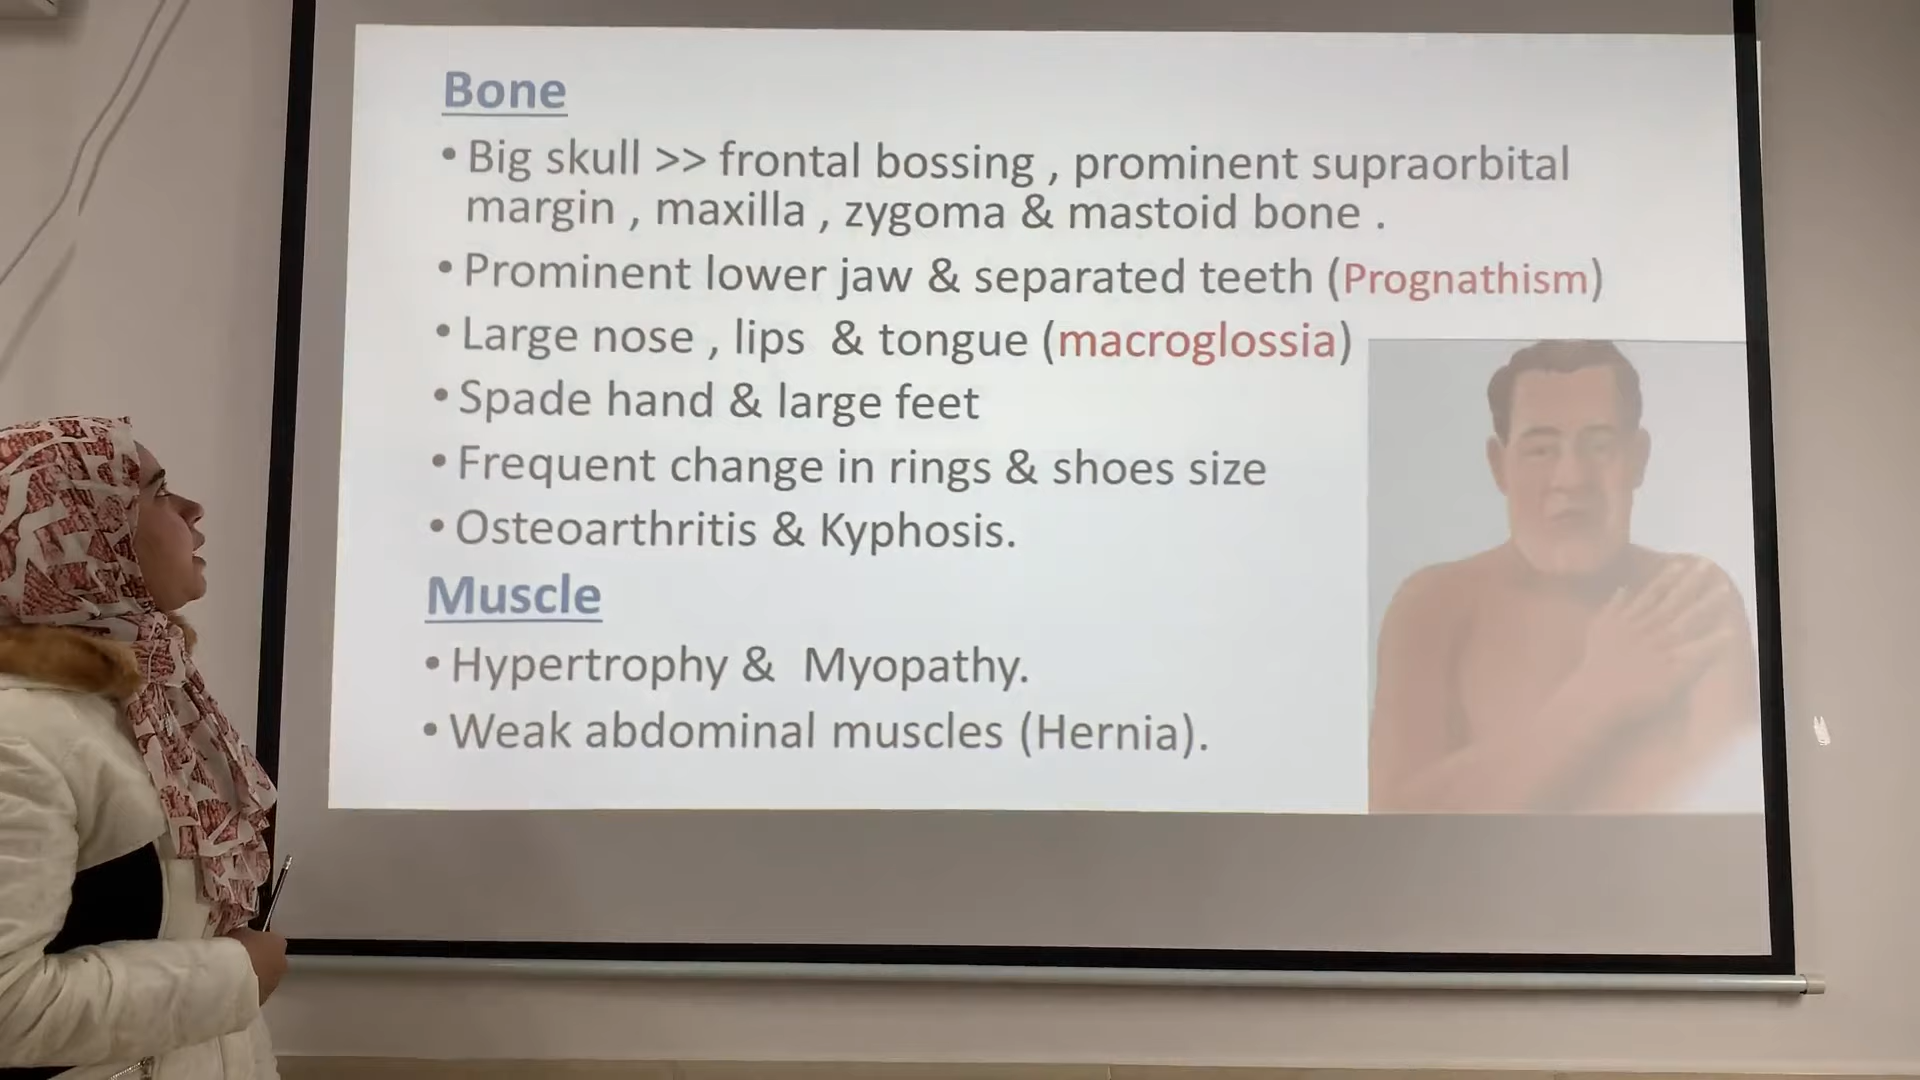 Bone
• Big skull >> frontal bossing , prominent supraorbital
margin , maxilla , zygoma & mastoid bone .
• Prominent lower jaw & separated teeth (Prognathism)
• Large nose , lips & tongue (macroglossia)
• Spade hand & large feet
• Frequent change in rings & shoes size
• Osteoarthritis & Kyphosis.
Muscle
• Hypertrophy & Myopathy.
• Weak abdominal muscles (Hernia).